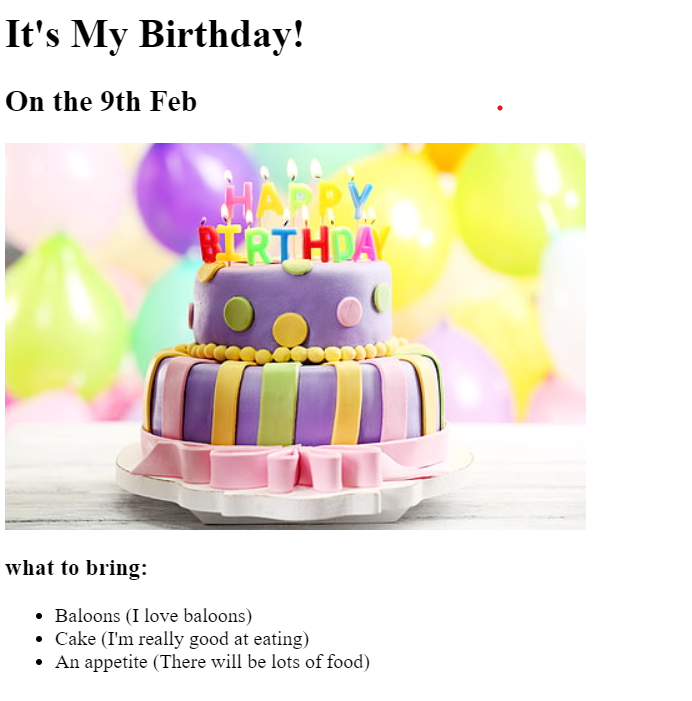 It's My Birthday!
On the 9th Feb
HAPPY
BIRTHDAY
what to bring:
Baloons (I love baloons)
Cake (I'm really good at eating)
An appetite (There will be lots of food)